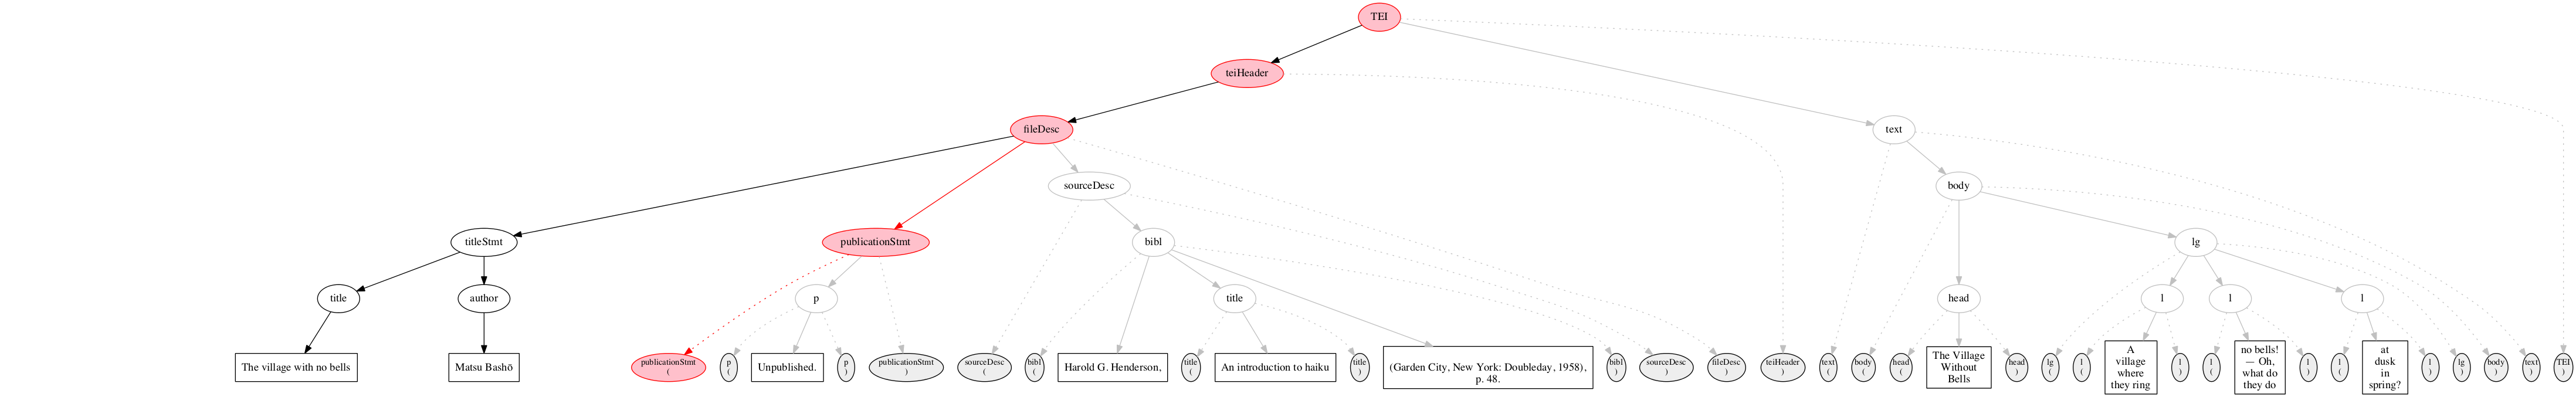 TEI
teiHeader
fileDesc
text
sourceDesc
body
titleStmt
publicationStmt
bibl
lg
title
author
p
title
head
l
l
l
The village with no bells
Matsu Bashō
publicationStmt
(
p
(
Unpublished.
p
)
publicationStmt
)
sourceDesc
(
bibl
(
Harold G. Henderson,
title
(
An introduction to haiku
title
)
(Garden City, New York: Doubleday, 1958),
p. 48.
bibl
)
sourceDesc
)
fileDesc
)
teiHeader
)
text
(
body
(
head
(
The Village
Without
Bells
head
)
lg
(
l
(
A
village
where
they ring
l
)
l
(
no bells!
— Oh,
what do
they do
l
)
l
(
at
dusk
in
spring?
l
)
lg
)
body
)
text
)
TEI
)